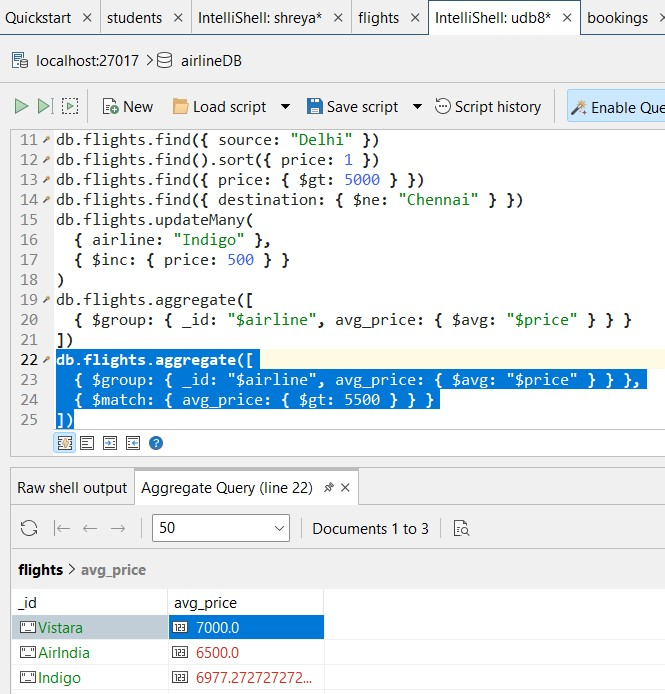 Quickstart × students × IntelliShell: shreya* × flights × IntelliShell: udb8* × bookings ×
localhost:27017 > airlineDB
New Load script Save script Script history Enable Que
11 db.flights.find({ source: "Delhi" })
12 db.flights.find().sort({ price: 1 })
13 db.flights.find({ price: { $gt: 5000 } })
14 db.flights.find({ destination: { $ne: "Chennai" } })
15 db.flights.updateMany(
16 { airline: "Indigo" },
17 { $inc: { price: 500 } }
18 )
19 db.flights.aggregate([
20 { $group: { _id: "$airline", avg_price: { $avg: "$price" } } }
21 ])
22 db.flights.aggregate([
23 { $group: { _id: "$airline", avg_price: { $avg: "$price" } } },
24 { $match: { avg_price: { $gt: 5500 } } }
25 ])
Raw shell output Aggregate Query (line 22) ×
50 Documents 1 to 3
flights > avg_price
_id avg_price
Vistara 123 7000.0
AirIndia 123 6500.0
Indigo 123 6977.272727272...